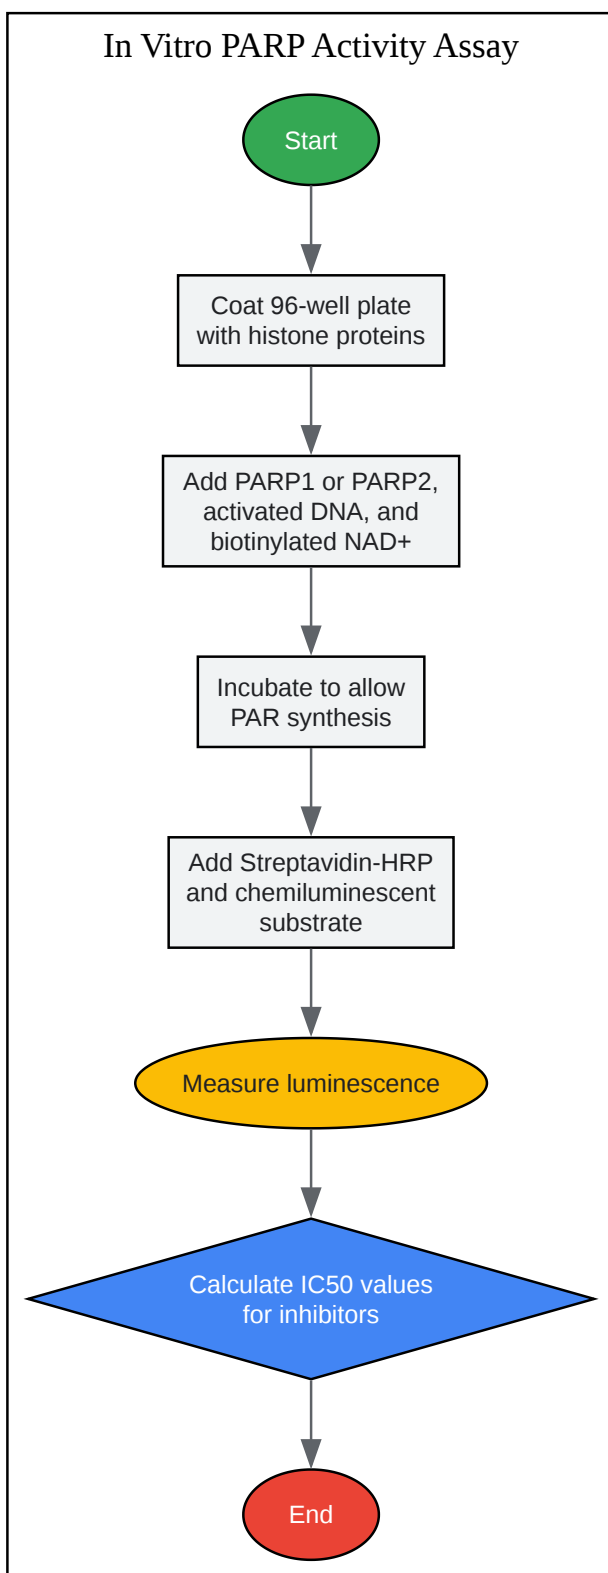 In Vitro PARP Activity Assay
Start
Coat 96-well plate
with histone proteins
Add PARP1 or PARP2,
activated DNA, and
biotinylated NAD+
Incubate to allow
PAR synthesis
Add Streptavidin-HRP
and chemiluminescent
substrate
Measure luminescence
Calculate IC50 values
for inhibitors
End